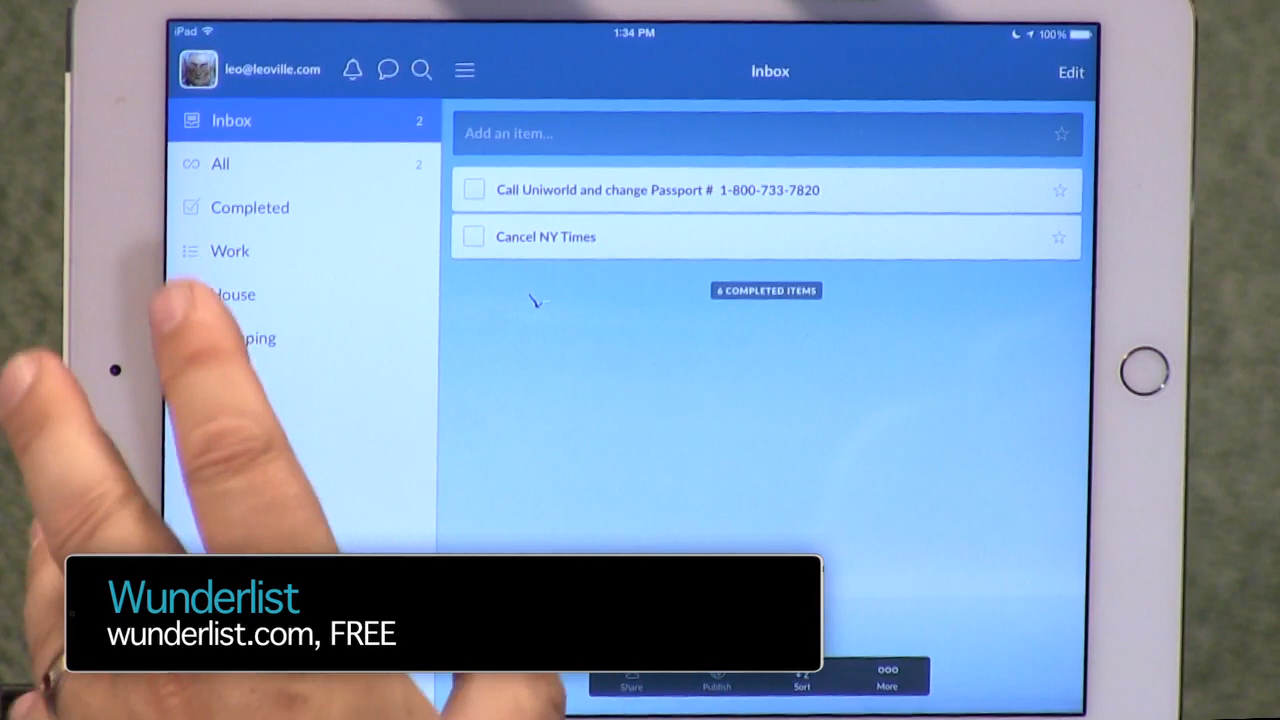 iPad
1:34 PM
100%
leo@leoville.com
Inbox
Edit
Inbox 2
All 2
Completed
Work
House
ping
Add an item...
Call Uniworld and change Passport # 1-800-733-7820
Cancel NY Times
6 COMPLETED ITEMS
Wunderlist
wunderlist.com, FREE
Share
Publish
Sort
More